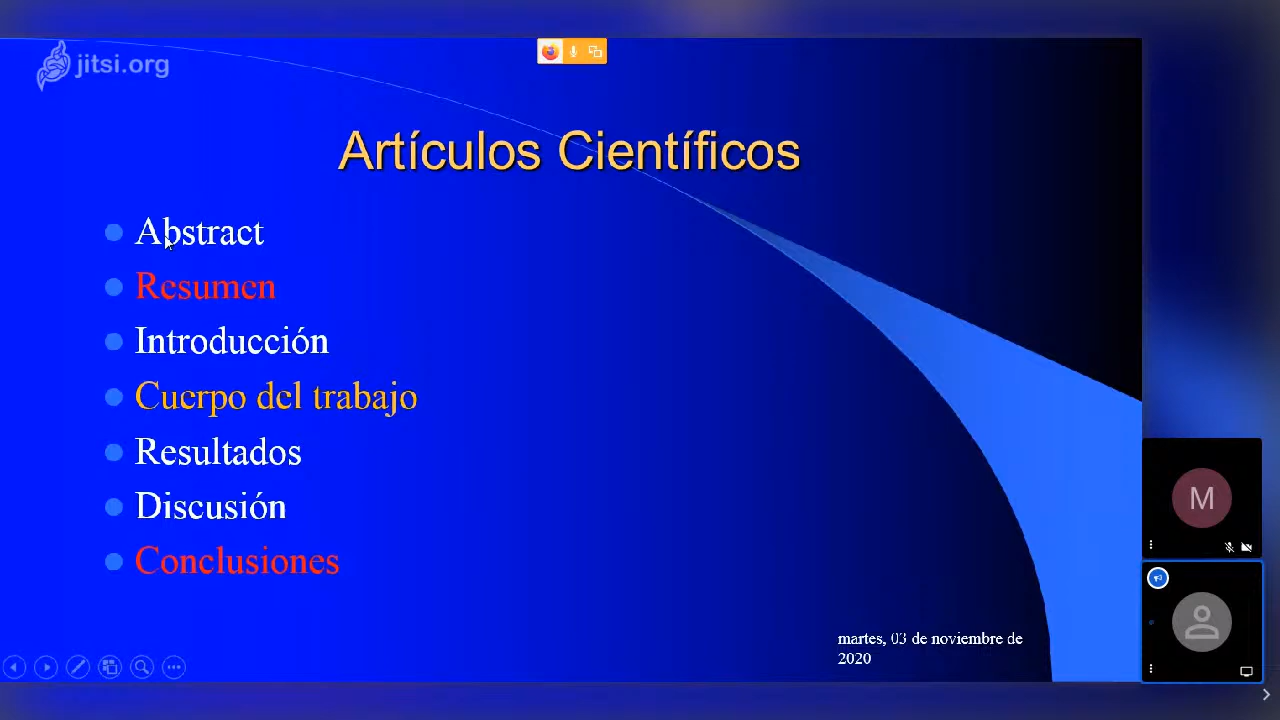 jitsi.org
Artículos Científicos
Abstract
Resumen
Introducción
Cuerpo del trabajo
Resultados
Discusión
Conclusiones
M
martes, 03 de noviembre de
2020